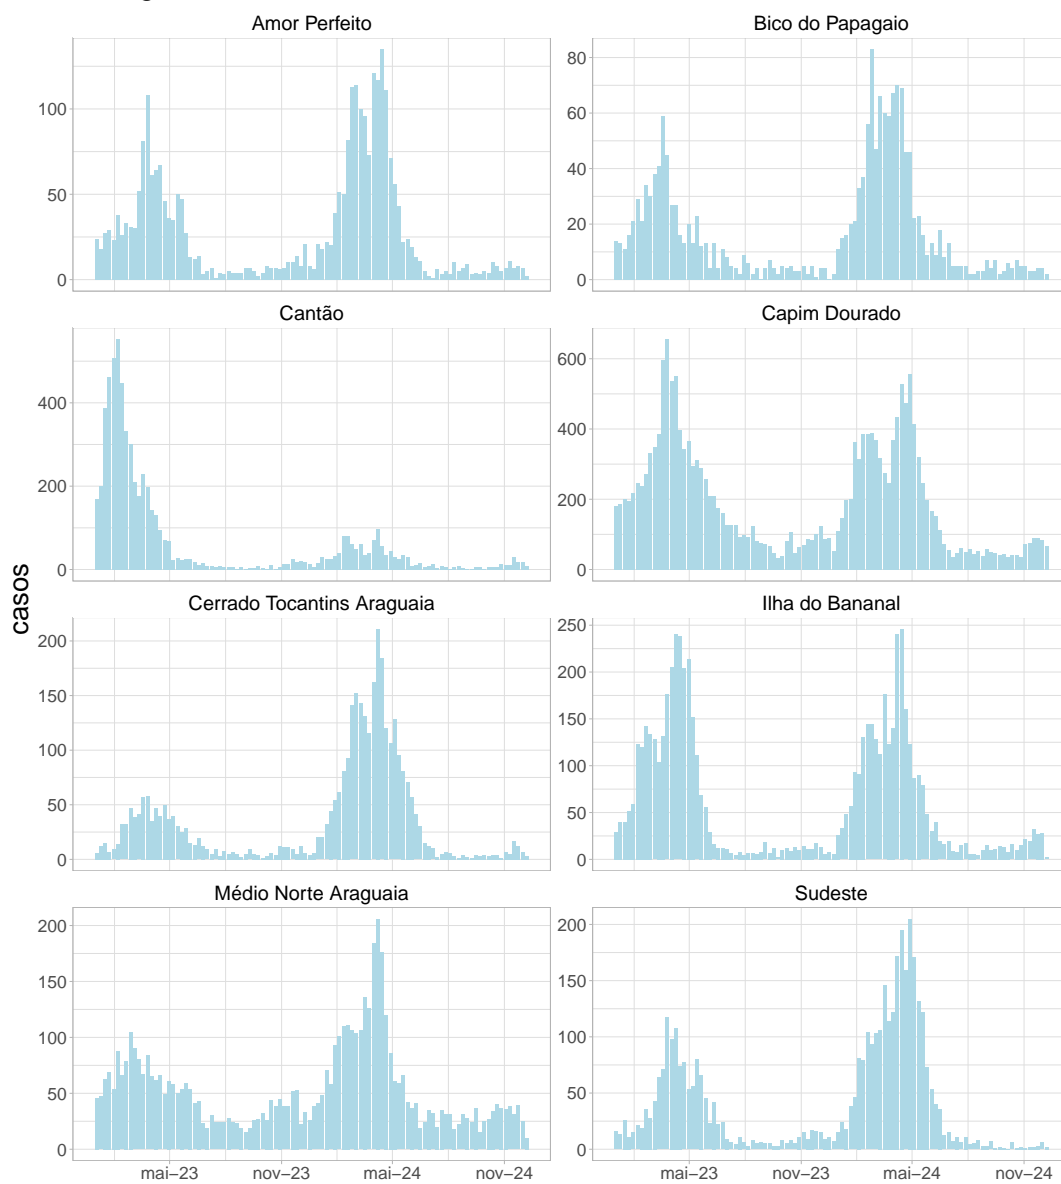 Amor Perfeito
Bico do Papagaio
100
50
0
80
60
40
20
0
Cantão
Capim Dourado
400
200
0
600
400
200
0
casos
Cerrado Tocantins Araguaia
Ilha do Bananal
200
150
100
50
0
250
200
150
100
50
0
Médio Norte Araguaia
Sudeste
200
150
100
50
0
200
150
100
50
0
mai–23
nov–23
mai–24
nov–24
mai–23
nov–23
mai–24
nov–24